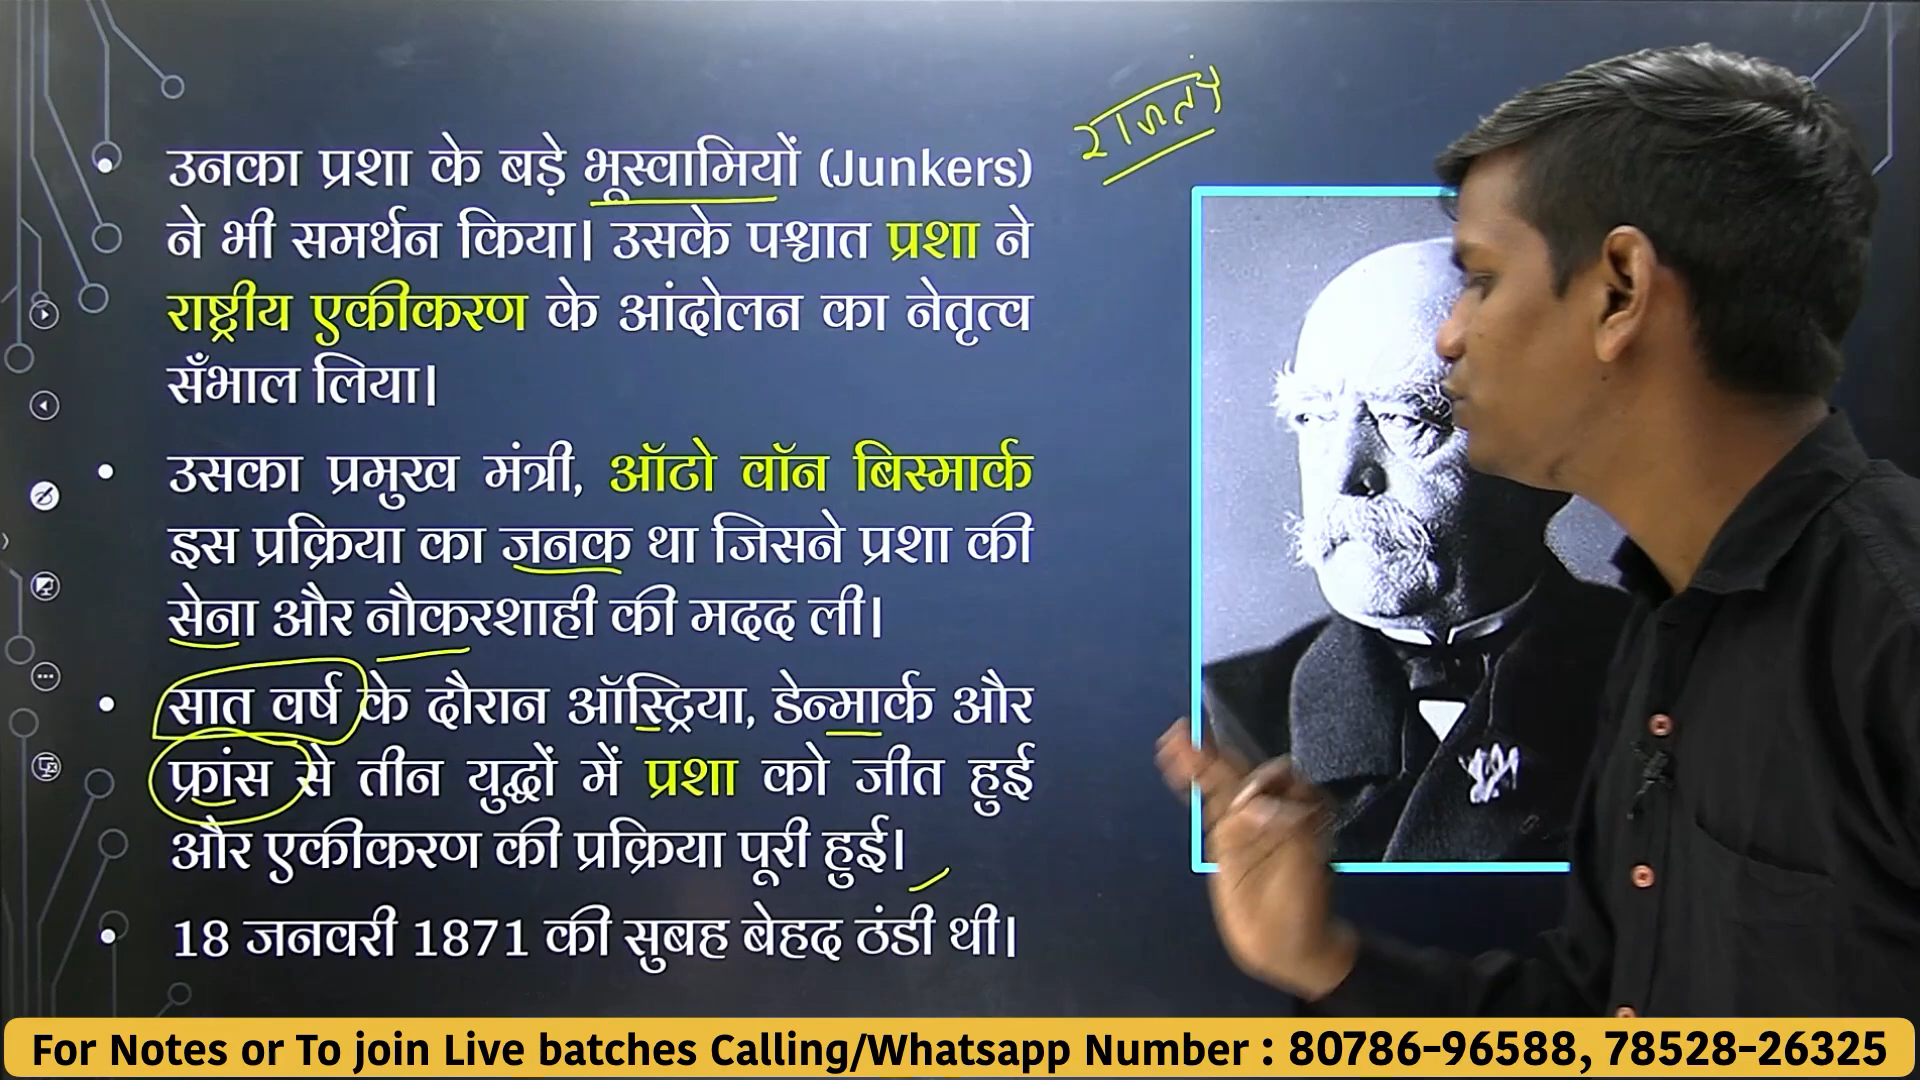 राजतंत्र
उनका प्रशा के बड़े भूस्वामियों (Junkers)
ने भी समर्थन किया। उसके पश्चात प्रशा ने
राष्ट्रीय एकीकरण के आंदोलन का नेतृत्व
सँभाल लिया।
उसका प्रमुख मंत्री, ऑटो वॉन बिस्मार्क
इस प्रक्रिया का जनक था जिसने प्रशा की
सेना और नौकरशाही की मदद ली।
सात वर्ष के दौरान ऑस्ट्रिया, डेन्मार्क और
फ्रांस से तीन युद्धों में प्रशा को जीत हुई
और एकीकरण की प्रक्रिया पूरी हुई।
18 जनवरी 1871 की सुबह बेहद ठंडी थी।
For Notes or To join Live batches Calling/Whatsapp Number : 80786-96588, 78528-26325